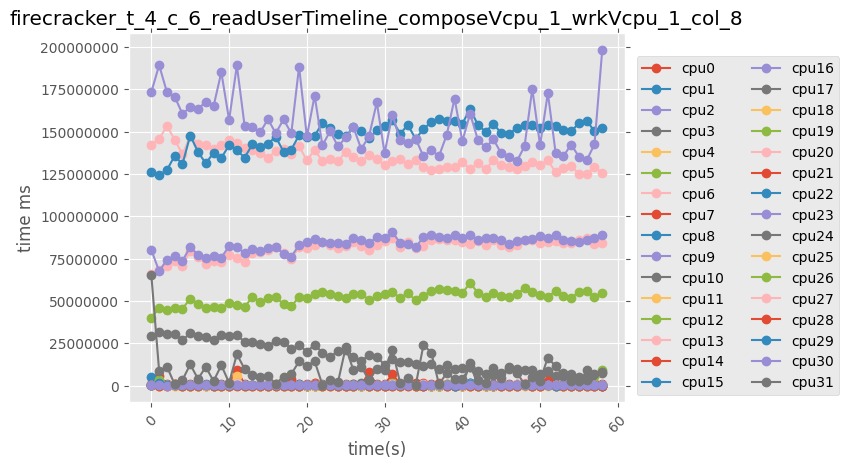 firecracker_t_4_c_6_readUserTimeline_composeVcpu_1_wrkVcpu_1_col_8
time ms
200000000
175000000
150000000
125000000
100000000
75000000
50000000
25000000
0
0
10
20
30
40
50
60
time(s)
cpu0
cpu1
cpu2
cpu3
cpu4
cpu5
cpu6
cpu7
cpu8
cpu9
cpu10
cpu11
cpu12
cpu13
cpu14
cpu15
cpu16
cpu17
cpu18
cpu19
cpu20
cpu21
cpu22
cpu23
cpu24
cpu25
cpu26
cpu27
cpu28
cpu29
cpu30
cpu31